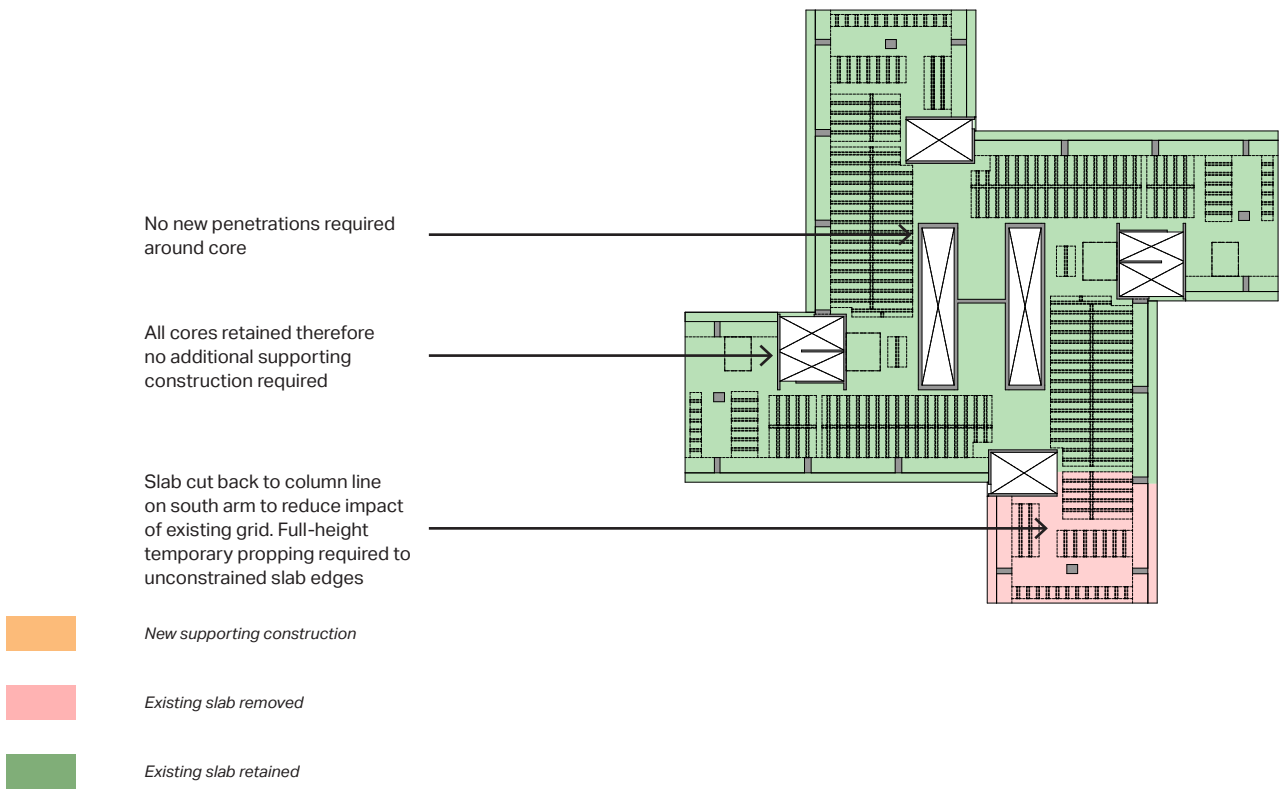 No new penetrations required
around core
All cores retained therefore
no additional supporting
construction required
Slab cut back to column line
on south arm to reduce impact
of existing grid. Full-height
temporary propping required to
unconstrained slab edges
New supporting construction
Existing slab removed
Existing slab retained